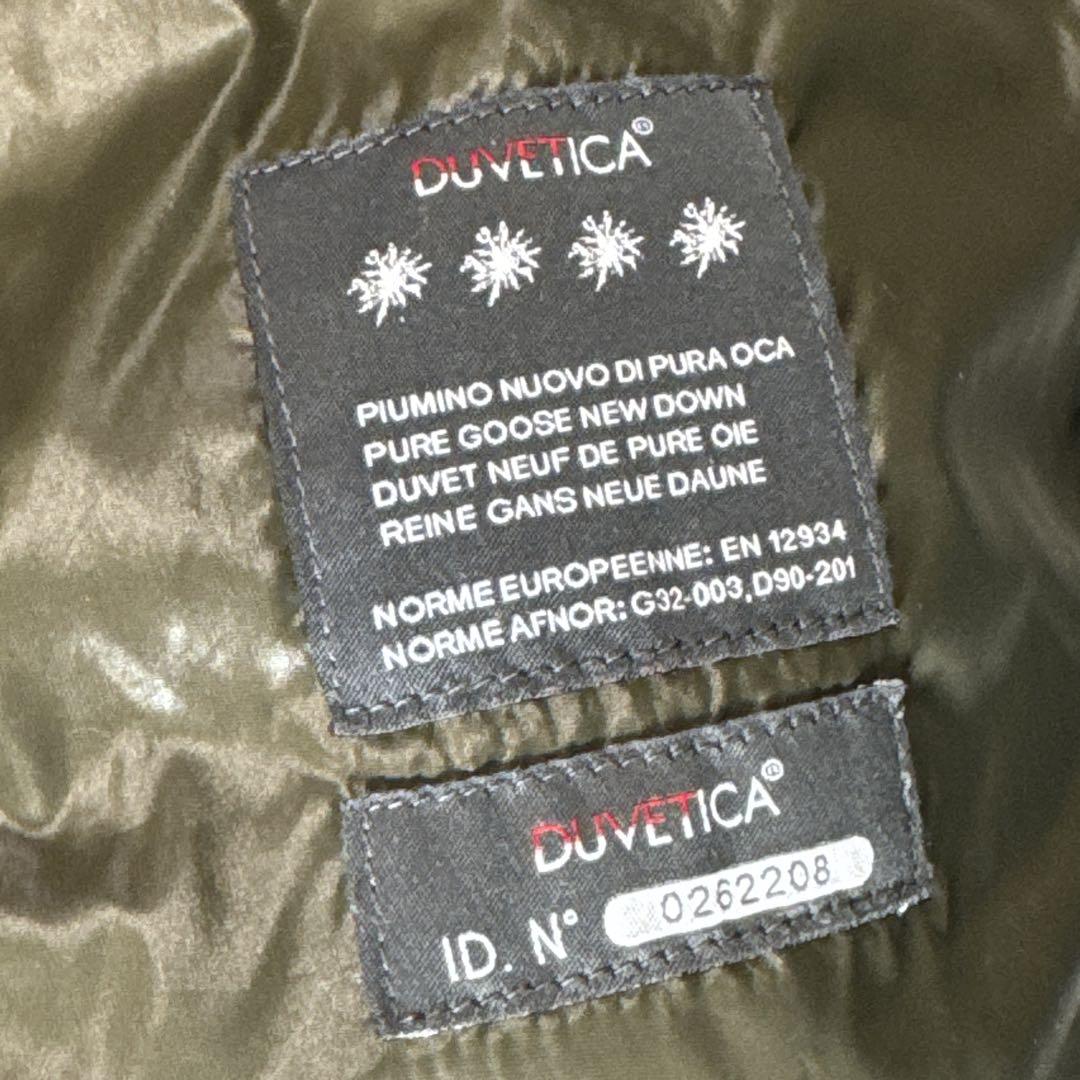 DUVETICA®
PIUMINO NUOVO DI PURA OCA
PURE GOOSE NEW DOWN
DUVET NEUF DE PURE OIE
REINE GANS NEUE DAÜNE
NORME EUROPEENNE: EN 12934
NORME AFNOR: G32-003,D90-201
DUVETICA®
ID. N° 0262208